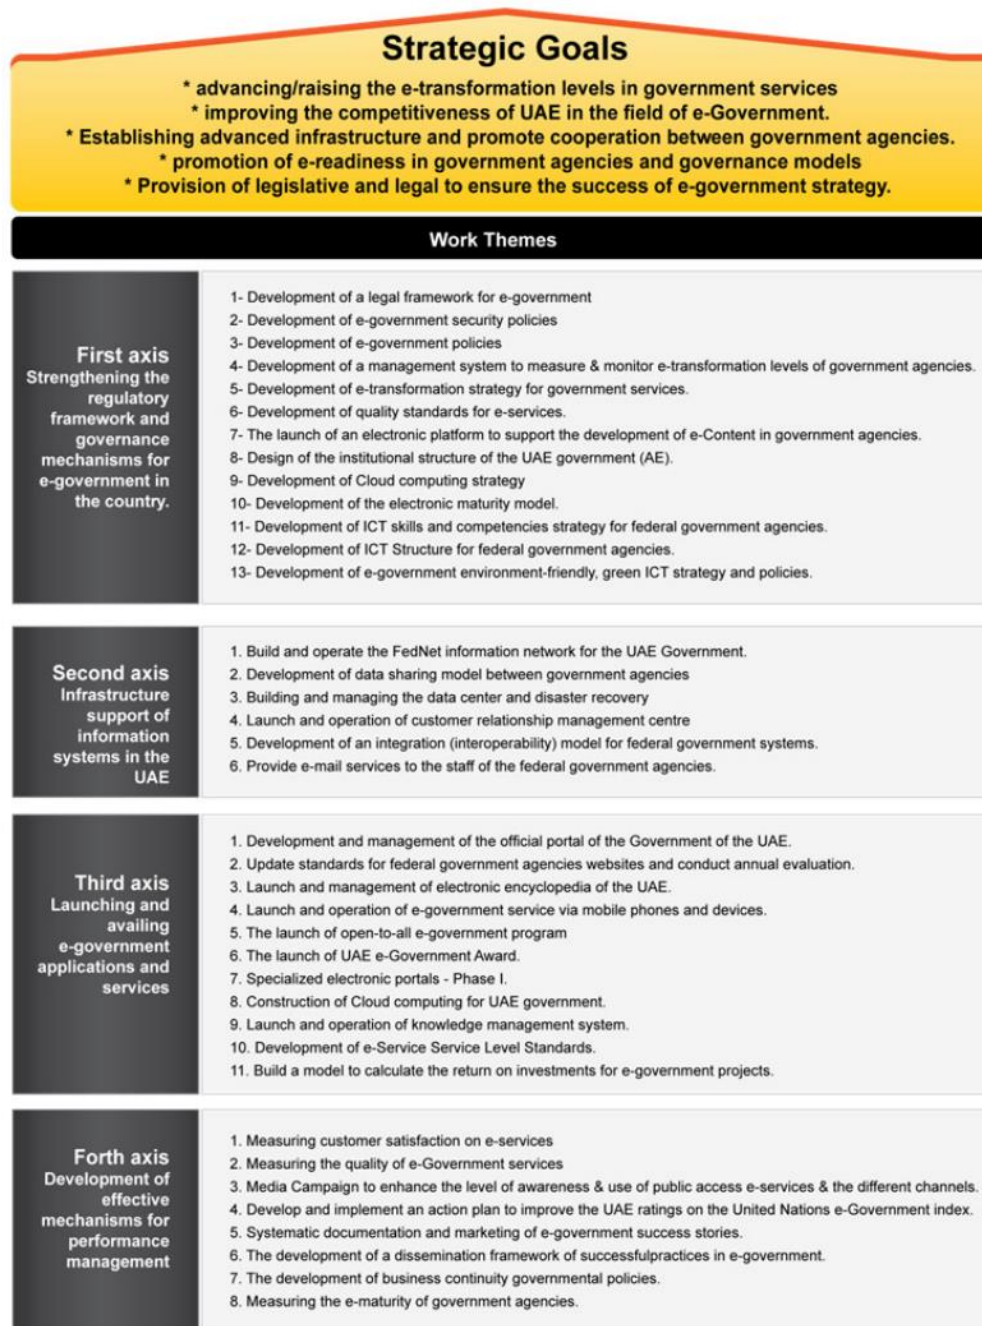 Strategic Goals
* advancing/raising the e-transformation levels in government services
* improving the competitiveness of UAE in the field of e-Government.
* Establishing advanced infrastructure and promote cooperation between government agencies.
* promotion of e-readiness in government agencies and governance models
* Provision of legislative and legal to ensure the success of e-government strategy.
Work Themes
First axis
Strengthening the
regulatory
framework and
governance
mechanisms for
e-government in
the country.
1- Development of a legal framework for e-government
2- Development of e-government security policies
3- Development of e-government policies
4- Development of a management system to measure & monitor e-transformation levels of government agencies.
5- Development of e-transformation strategy for government services.
6- Development of quality standards for e-services.
7- The launch of an electronic platform to support the development of e-Content in government agencies.
8- Design of the institutional structure of the UAE government (AE).
9- Development of Cloud computing strategy
10- Development of the electronic maturity model.
11- Development of ICT skills and competencies strategy for federal government agencies.
12- Development of ICT Structure for federal government agencies.
13- Development of e-government environment-friendly, green ICT strategy and policies.
Second axis
Infrastructure
support of
information
systems in the
UAE
1. Build and operate the FedNet information network for the UAE Government.
2. Development of data sharing model between government agencies
3. Building and managing the data center and disaster recovery
4. Launch and operation of customer relationship management centre
5. Development of an integration (interoperability) model for federal government systems.
6. Provide e-mail services to the staff of the federal government agencies.
Third axis
Launching and
availing
e-government
applications and
services
1. Development and management of the official portal of the Government of the UAE.
2. Update standards for federal government agencies websites and conduct annual evaluation.
3. Launch and management of electronic encyclopedia of the UAE.
4. Launch and operation of e-government service via mobile phones and devices.
5. The launch of open-to-all e-government program
6. The launch of UAE e-Government Award.
7. Specialized electronic portals - Phase I.
8. Construction of Cloud computing for UAE government.
9. Launch and operation of knowledge management system.
10. Development of e-Service Service Level Standards.
11. Build a model to calculate the return on investments for e-government projects.
Forth axis
Development of
effective
mechanisms for
performance
management
1. Measuring customer satisfaction on e-services
2. Measuring the quality of e-Government services
3. Media Campaign to enhance the level of awareness & use of public access e-services & the different channels.
4. Develop and implement an action plan to improve the UAE ratings on the United Nations e-Government index.
5. Systematic documentation and marketing of e-government success stories.
6. The development of a dissemination framework of successfulpractices in e-government.
7. The development of business continuity governmental policies.
8. Measuring the e-maturity of government agencies.